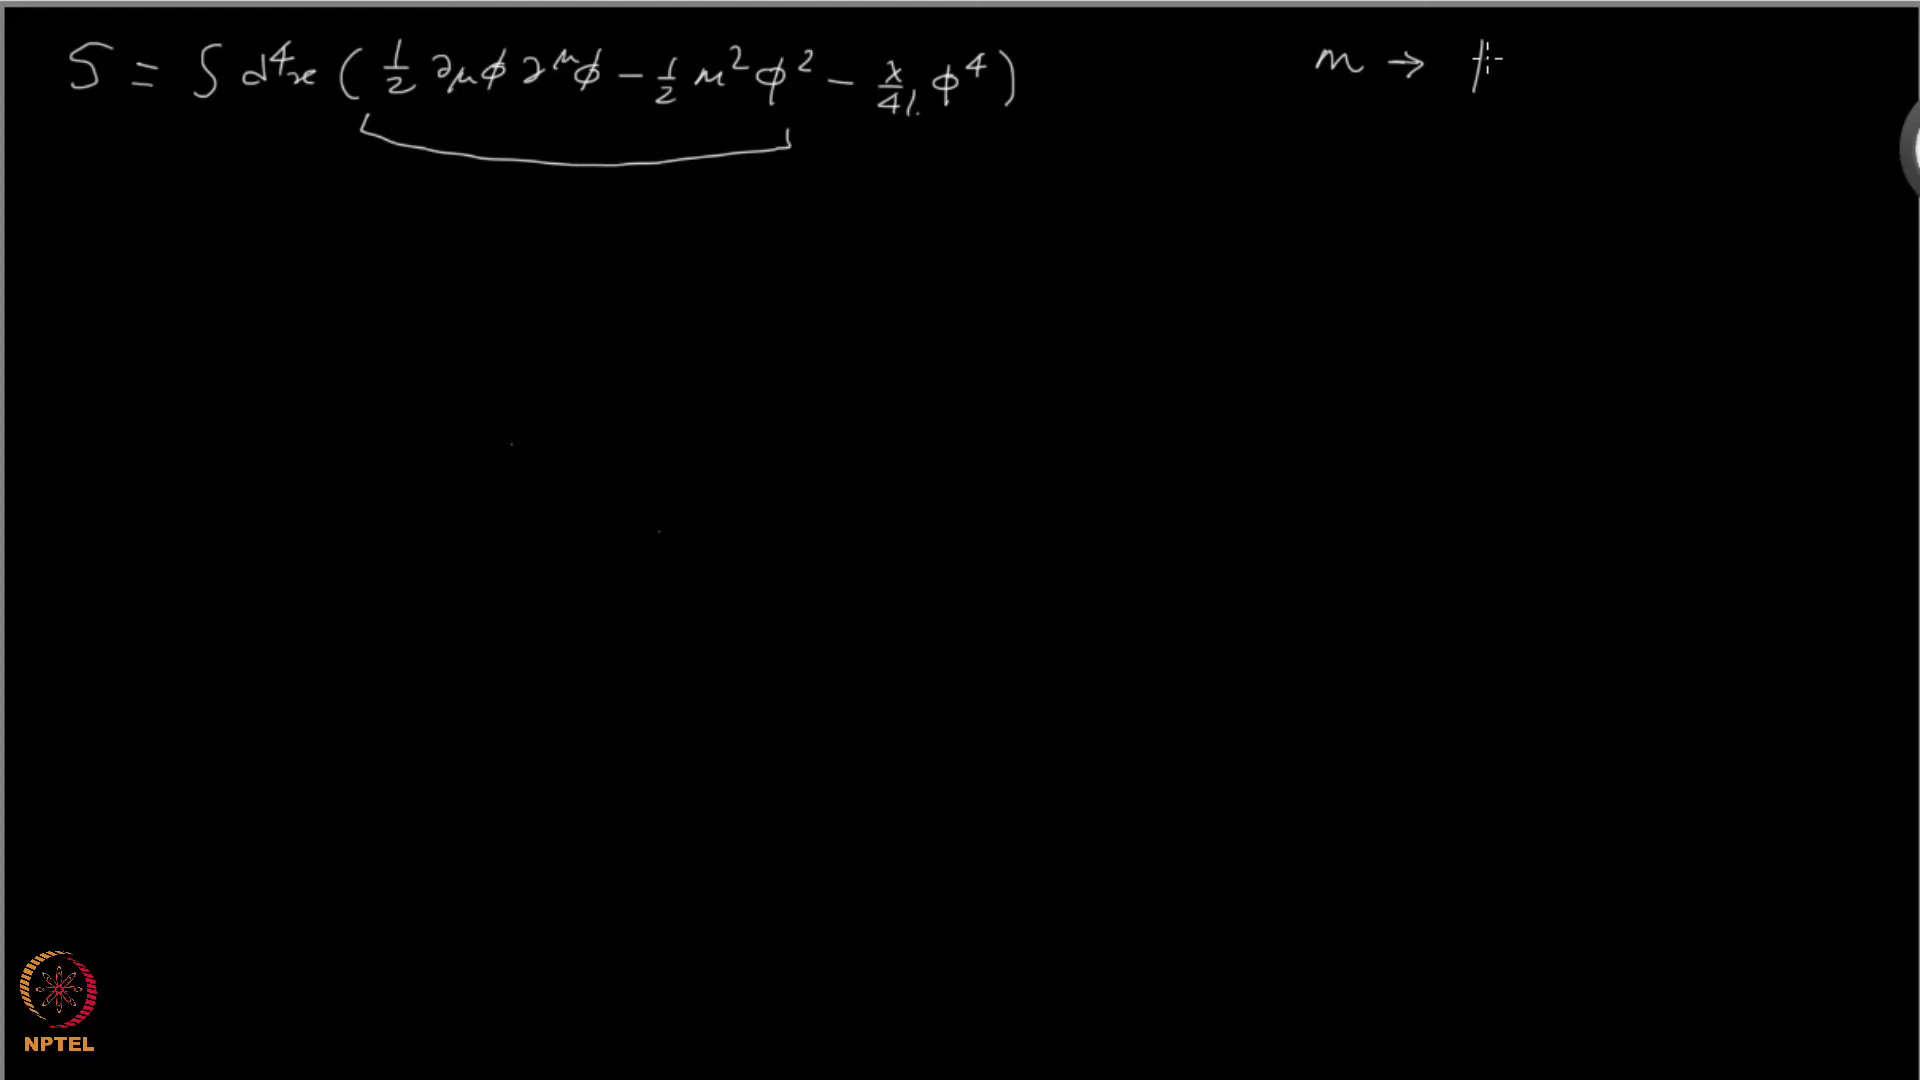 S = ∫ d⁴x ( ½ ∂μϕ ∂^μϕ − ½ m²ϕ² − λ/4! ϕ⁴ )
m →
NPTEL